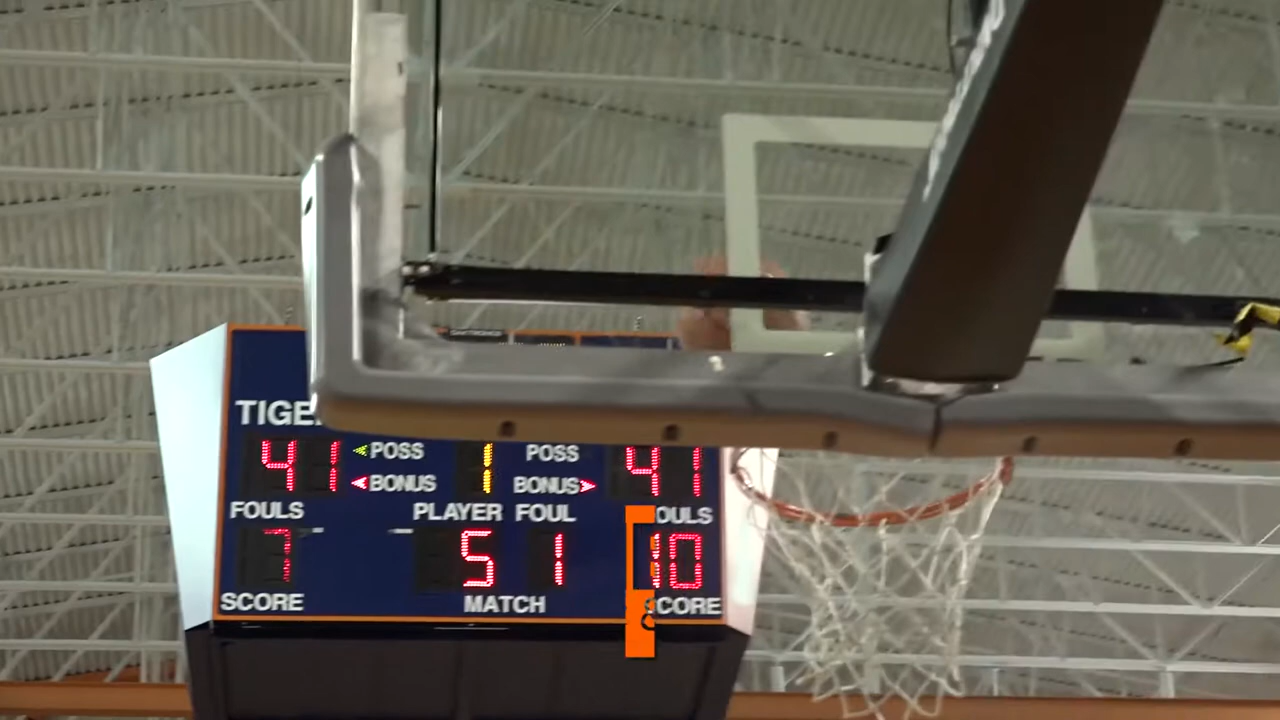 TIGE
41 POSS 1 POSS 41
BONUS BONUS
FOULS PLAYER FOUL OULS
7 5 1 10
SCORE MATCH CORE